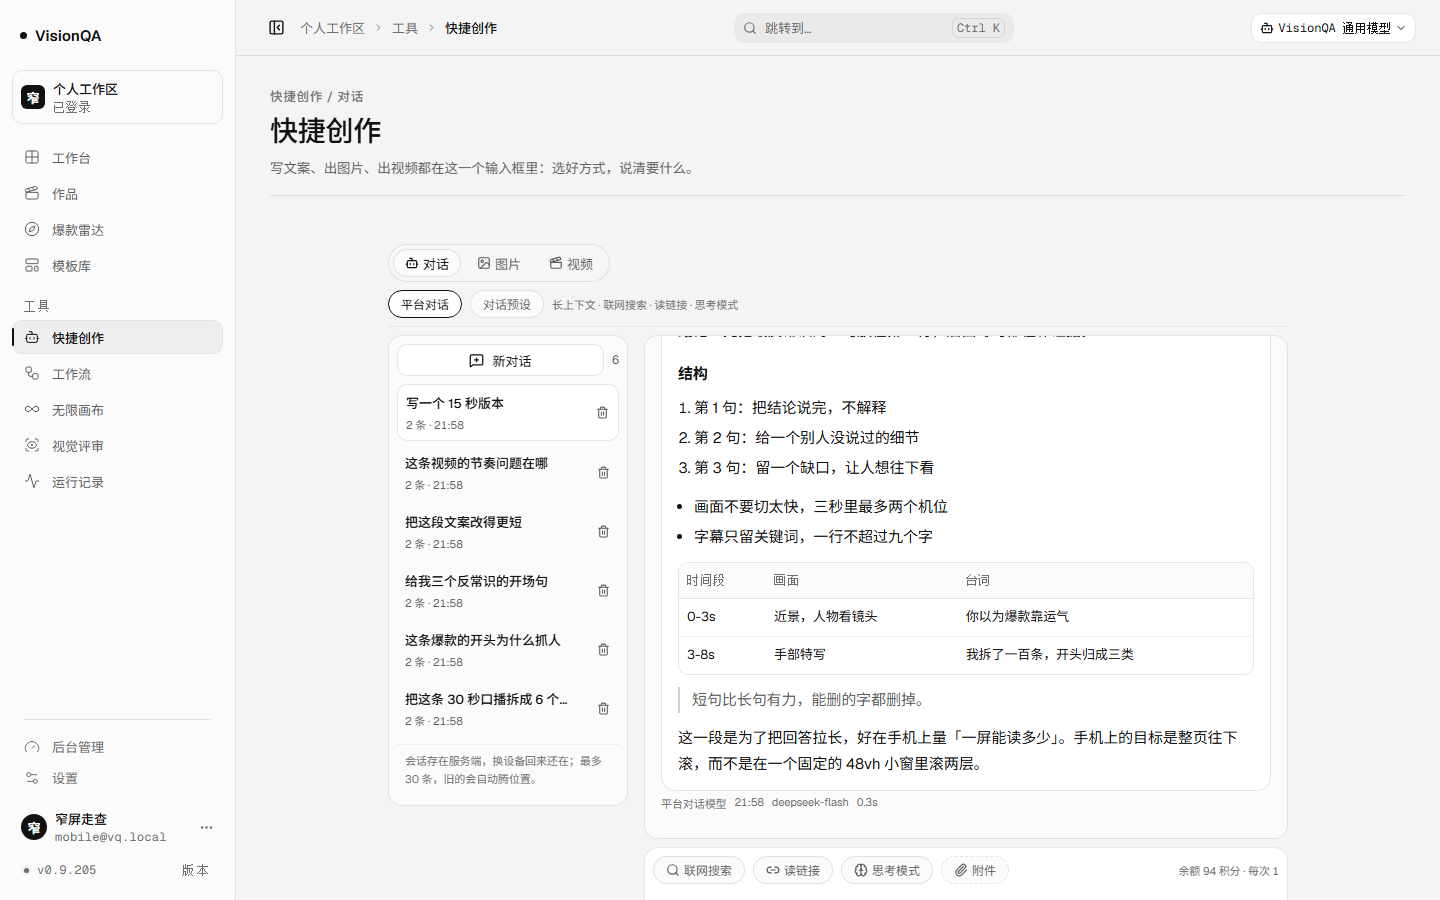 VisionQA
窄
个人工作区
已登录
工作台
作品
爆款雷达
模板库
工具
快捷创作
工作流
无限画布
视觉评审
运行记录
后台管理
设置
窄
窄屏走查
mobile@vq.local
v0.9.205
版本
个人工作区
工具
快捷创作
跳转到...
Ctrl K
VisionQA 通用模型
快捷创作 / 对话
快捷创作
写文案、出图片、出视频都在这一个输入框里：选好方式，说清要什么。
对话
图片
视频
平台对话
对话预设
长上下文 · 联网搜索 · 读链接 · 思考模式
新对话
6
写一个 15 秒版本
2 条 · 21:58
这条视频的节奏问题在哪
2 条 · 21:58
把这段文案改得更短
2 条 · 21:58
给我三个反常识的开场句
2 条 · 21:58
这条爆款的开头为什么抓人
2 条 · 21:58
把这条 30 秒口播拆成 6 个...
2 条 · 21:58
会话存在服务端，换设备回来还在；最多
30 条，旧的会自动腾位置。
结构
1. 第 1 句：把结论说完，不解释
2. 第 2 句：给一个别人没说过的细节
3. 第 3 句：留一个缺口，让人想往下看
• 画面不要切太快，三秒里最多两个机位
• 字幕只留关键词，一行不超过九个字
时间段 画面 台词
0-3s 近景，人物看镜头 你以为爆款靠运气
3-8s 手部特写 我拆了一百条，开头归成三类
短句比长句有力，能删的字都删掉。
这一段是为了把回答拉长，好在手机上量「一屏能读多少」。手机上的目标是整页往下
滚，而不是在一个固定的 48vh 小窗里滚两层。
平台对话模型 21:58 deepseek-flash 0.3s
联网搜索
读链接
思考模式
附件
余额 94 积分 · 每次 1